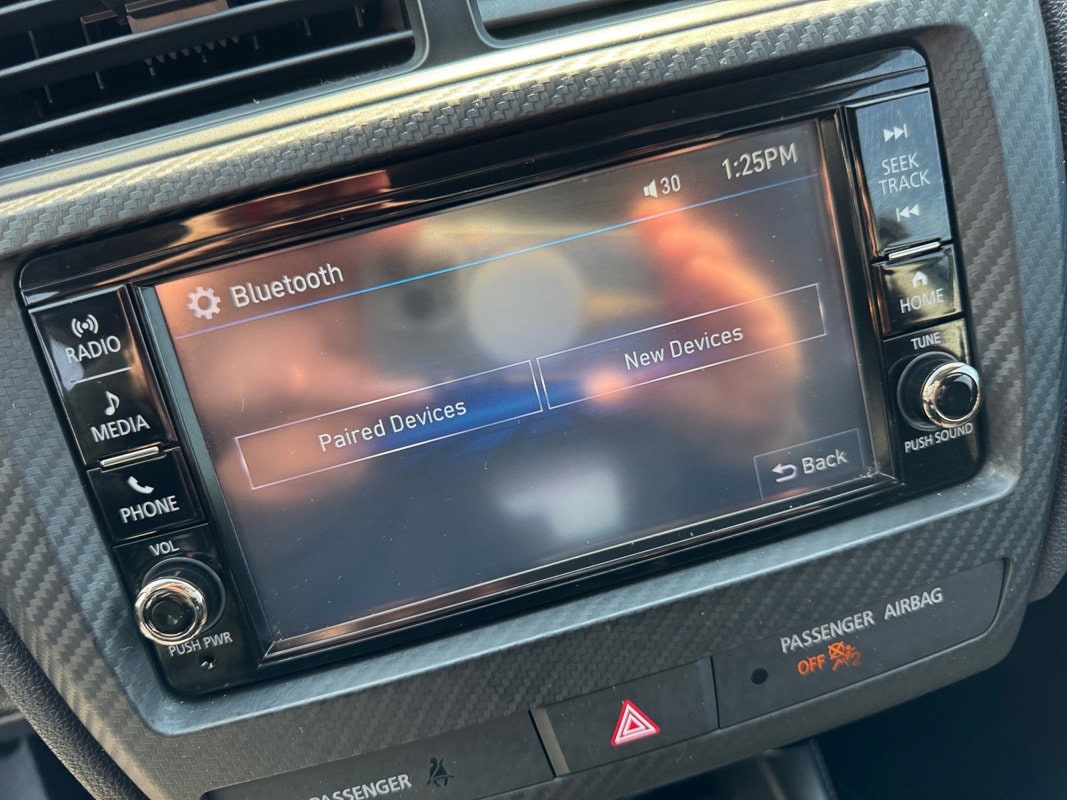 30
1:25PM
Bluetooth
Paired Devices
New Devices
Back
RADIO
MEDIA
PHONE
VOL
PUSH PWR
SEEK
TRACK
HOME
TUNE
PUSH SOUND
PASSENGER AIRBAG
OFF
PASSENGER